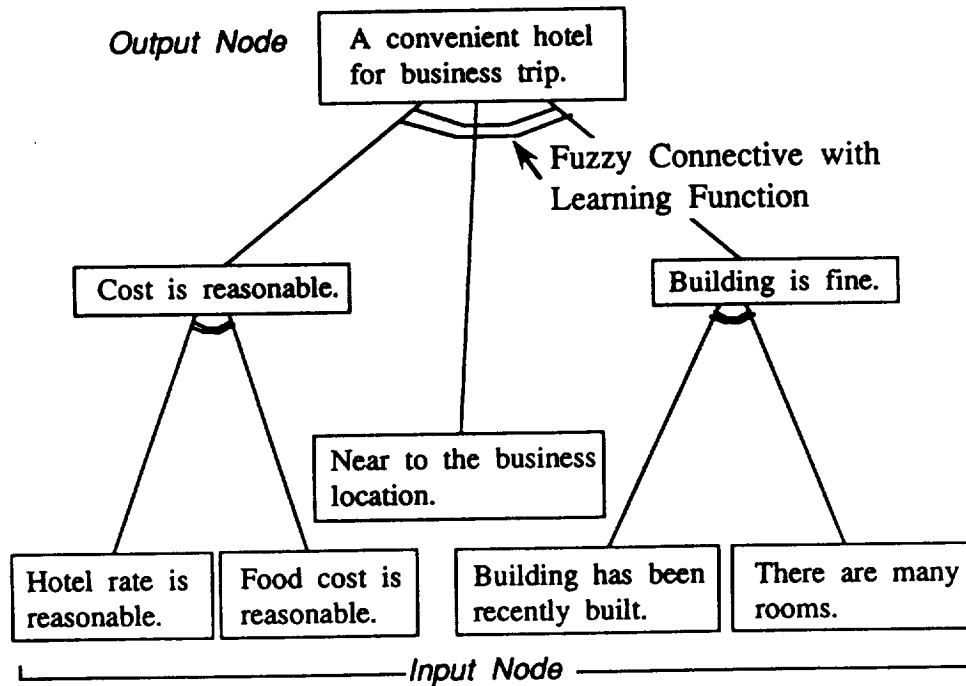 Output Node
A convenient hotel
for business trip.
Fuzzy Connective with
Learning Function
Cost is reasonable.
Building is fine.
Near to the business
location.
Hotel rate is
reasonable.
Food cost is
reasonable.
Building has been
recently built.
There are many
rooms.
Input Node